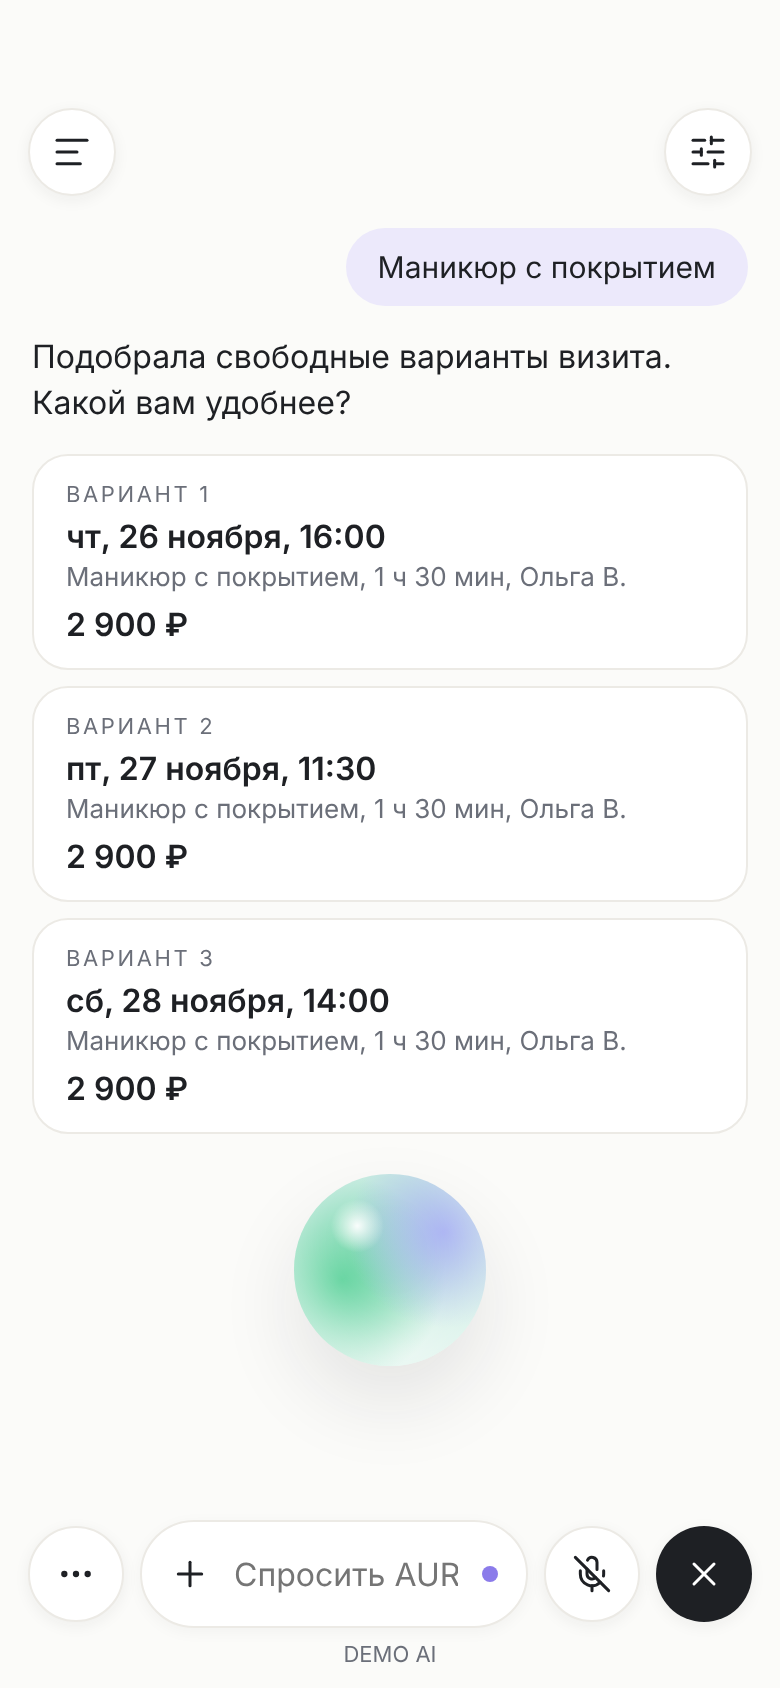 Маникюр с покрытием
Подобрала свободные варианты визита.
Какой вам удобнее?
ВАРИАНТ 1
чт, 26 ноября, 16:00
Маникюр с покрытием, 1 ч 30 мин, Ольга В.
2 900 ₽
ВАРИАНТ 2
пт, 27 ноября, 11:30
Маникюр с покрытием, 1 ч 30 мин, Ольга В.
2 900 ₽
ВАРИАНТ 3
сб, 28 ноября, 14:00
Маникюр с покрытием, 1 ч 30 мин, Ольга В.
2 900 ₽
Спросить AUR
DEMO AI